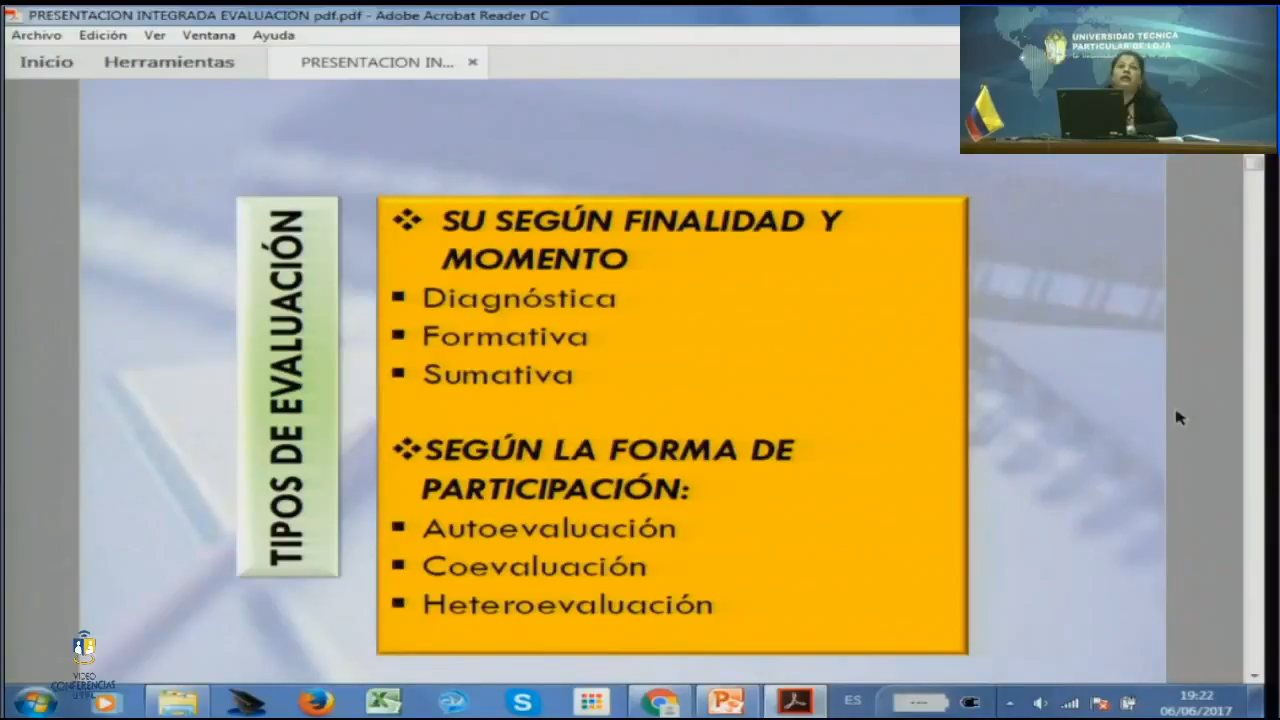 PRESENTACION INTEGRADA EVALUACION pdf.pdf - Adobe Acrobat Reader DC
Archivo Edición Ver Ventana Ayuda
Inicio Herramientas PRESENTACION IN... ×
UNIVERSIDAD TÉCNICA
PARTICULAR DE LOJA
TIPOS DE EVALUACIÓN
SU SEGÚN FINALIDAD Y
MOMENTO
Diagnóstica
Formativa
Sumativa
SEGÚN LA FORMA DE
PARTICIPACIÓN:
Autoevaluación
Coevaluación
Heteroevaluación
VIDEO
CONFERENCIAS
UTPL
ES
19:22
06/06/2017